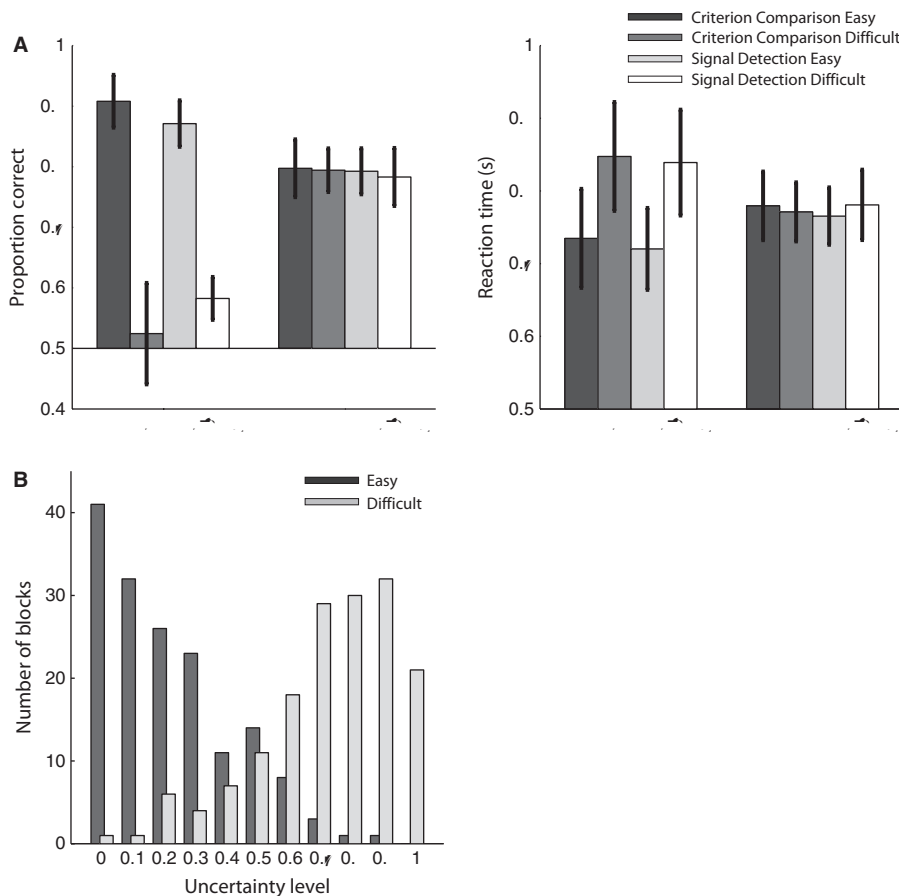 A
Proportion correct
1
0.
0.
0.
0.6
0.5
0.4
Criterion Comparison Easy
Criterion Comparison Difficult
Signal Detection Easy
Signal Detection Difficult
Reaction time (s)
1
0.
0.
0.
0.6
0.5
B
Easy
Difficult
Number of blocks
40
30
20
10
0
0 0.1 0.2 0.3 0.4 0.5 0.6 0. 0. 0. 1
Uncertainty level